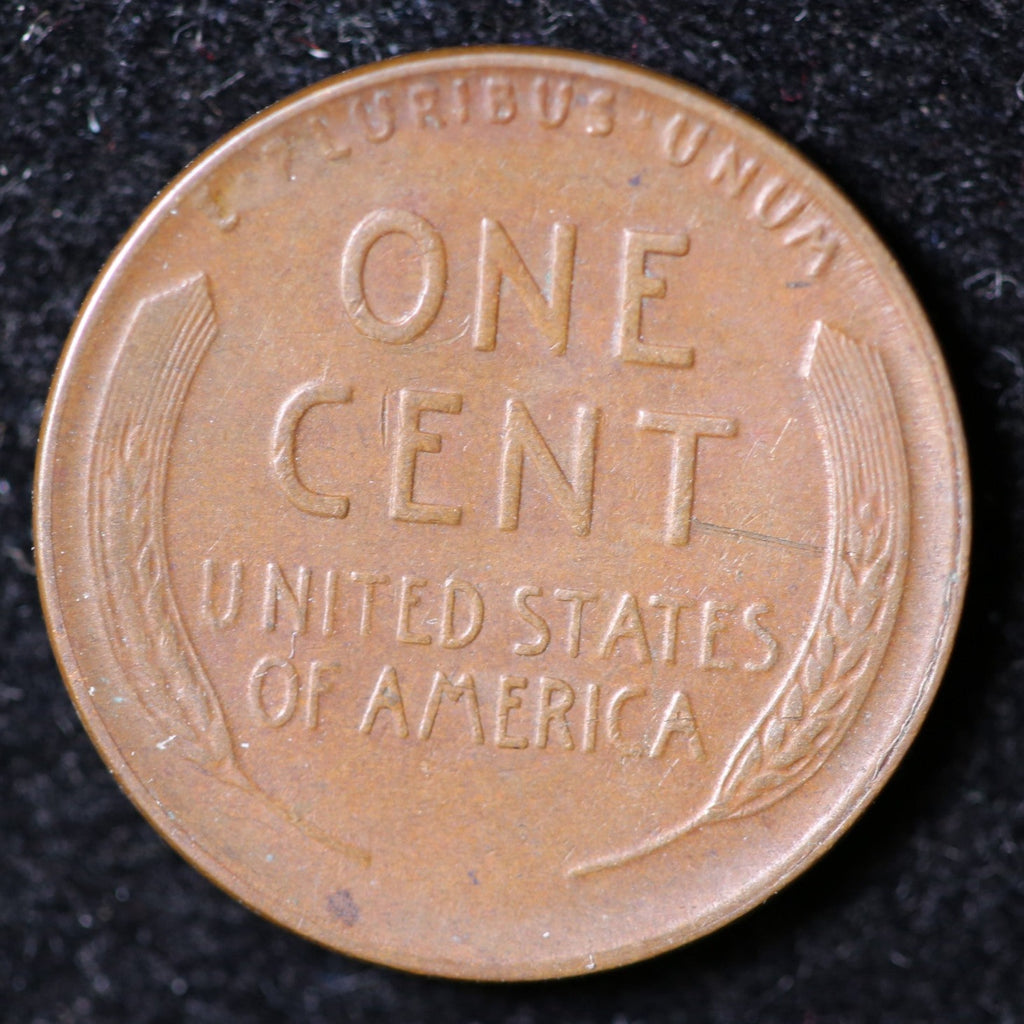 E PLURIBUS · UNUM
ONE
CENT
UNITED STATES
OF AMERICA